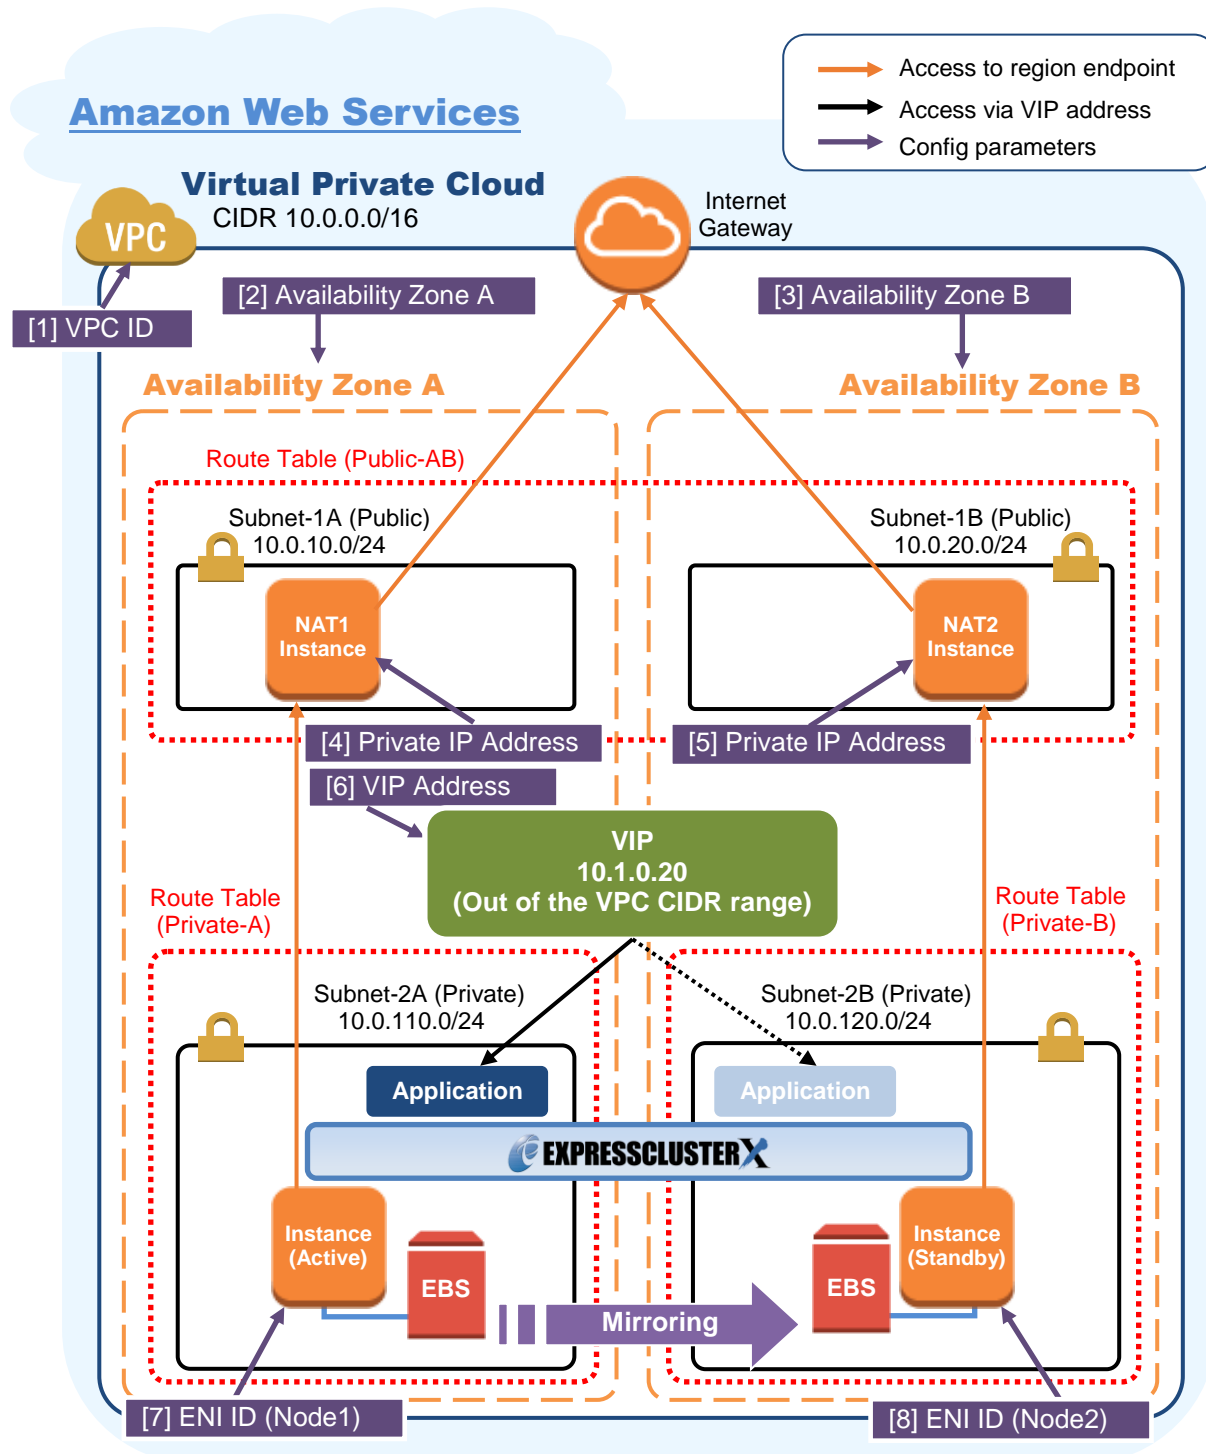 Access to region endpoint
Access via VIP address
Config parameters
Amazon Web Services
Virtual Private Cloud
CIDR 10.0.0.0/16
VPC
Internet
Gateway
[1] VPC ID
[2] Availability Zone A
[3] Availability Zone B
Availability Zone A
Availability Zone B
Route Table (Public-AB)
Subnet-1A (Public)
10.0.10.0/24
Subnet-1B (Public)
10.0.20.0/24
NAT1
Instance
NAT2
Instance
[4] Private IP Address
[5] Private IP Address
[6] VIP Address
VIP
10.1.0.20
(Out of the VPC CIDR range)
Route Table
(Private-A)
Route Table
(Private-B)
Subnet-2A (Private)
10.0.110.0/24
Subnet-2B (Private)
10.0.120.0/24
Application
Application
EXPRESSCLUSTER X
Instance
(Active)
EBS
EBS
Instance
(Standby)
Mirroring
[7] ENI ID (Node1)
[8] ENI ID (Node2)